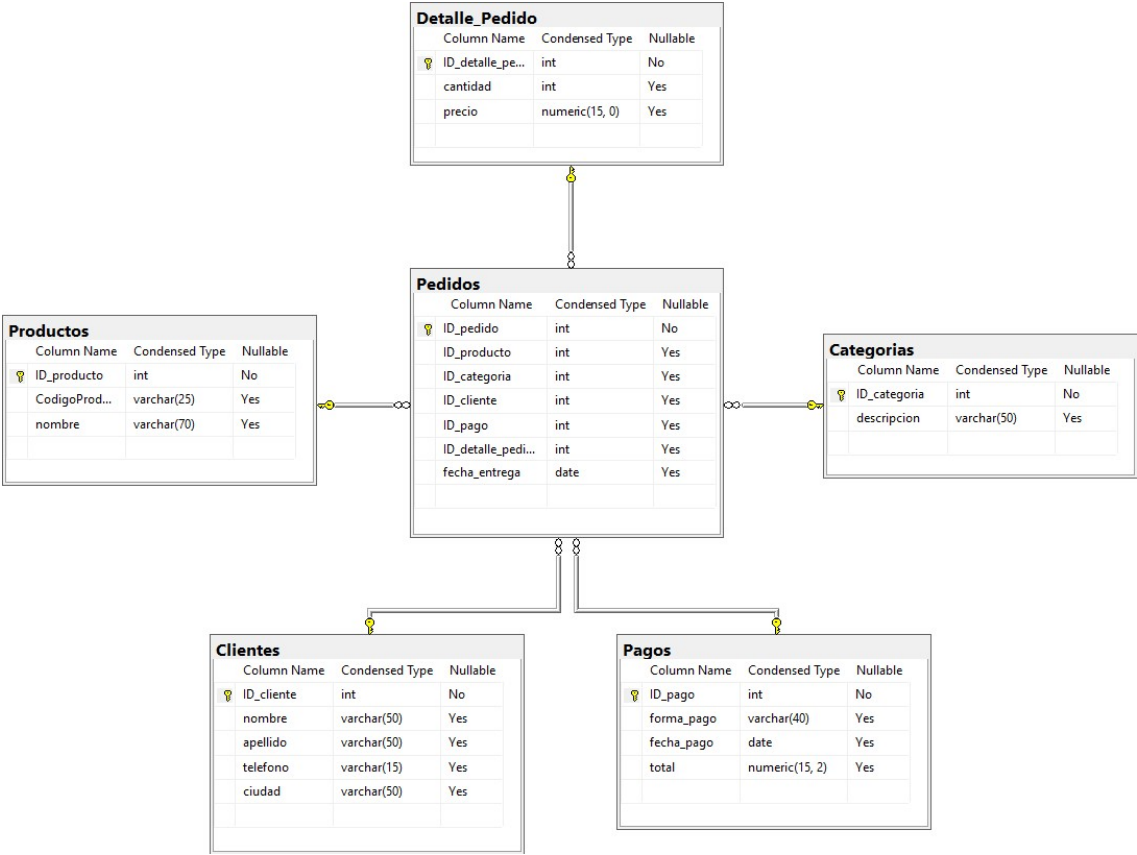 Detalle_Pedido
Column Name Condensed Type Nullable
ID_detalle_pe... int No
cantidad int Yes
precio numeric(15, 0) Yes
Pedidos
Column Name Condensed Type Nullable
ID_pedido int No
ID_producto int Yes
ID_categoria int Yes
ID_cliente int Yes
ID_pago int Yes
ID_detalle_pedi... int Yes
fecha_entrega date Yes
Productos
Column Name Condensed Type Nullable
ID_producto int No
CodigoProd... varchar(25) Yes
nombre varchar(70) Yes
Categorias
Column Name Condensed Type Nullable
ID_categoria int No
descripcion varchar(50) Yes
Clientes
Column Name Condensed Type Nullable
ID_cliente int No
nombre varchar(50) Yes
apellido varchar(50) Yes
telefono varchar(15) Yes
ciudad varchar(50) Yes
Pagos
Column Name Condensed Type Nullable
ID_pago int No
forma_pago varchar(40) Yes
fecha_pago date Yes
total numeric(15, 2) Yes